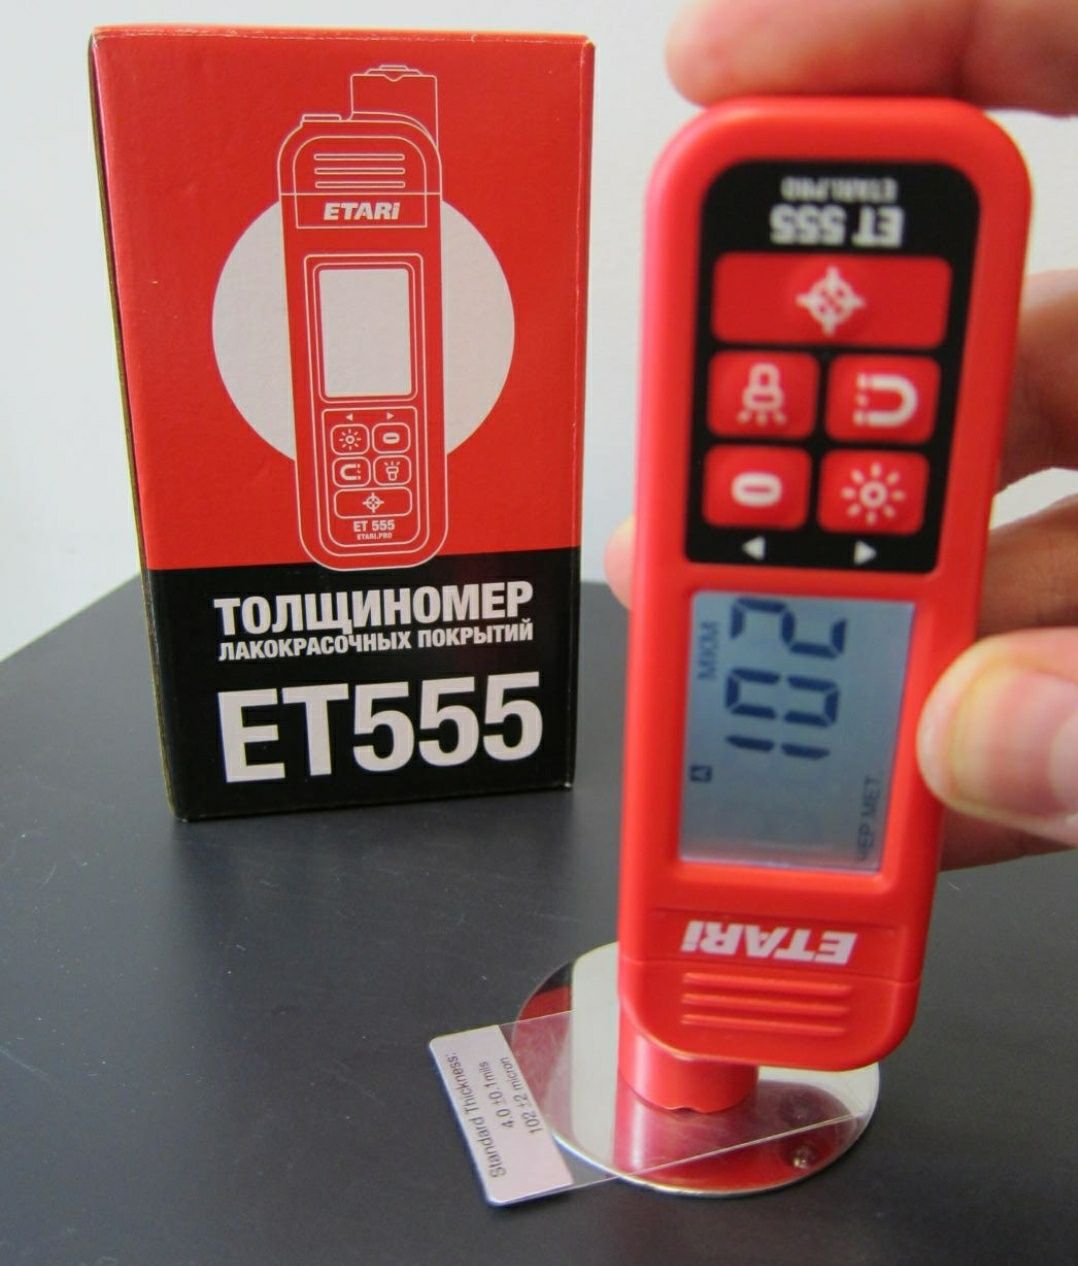 ETARi
ET 555
ETARI.PRO
ТОЛЩИНОМЕР
ЛАКОКРАСОЧНЫХ ПОКРЫТИЙ
ET555
ET 555
ETARI.PRO
МКМ
102
A
ЧЕР.МЕТ.
ETARi
Standard Thickness:
4.0 ±0.1mils
102 ±2 micron